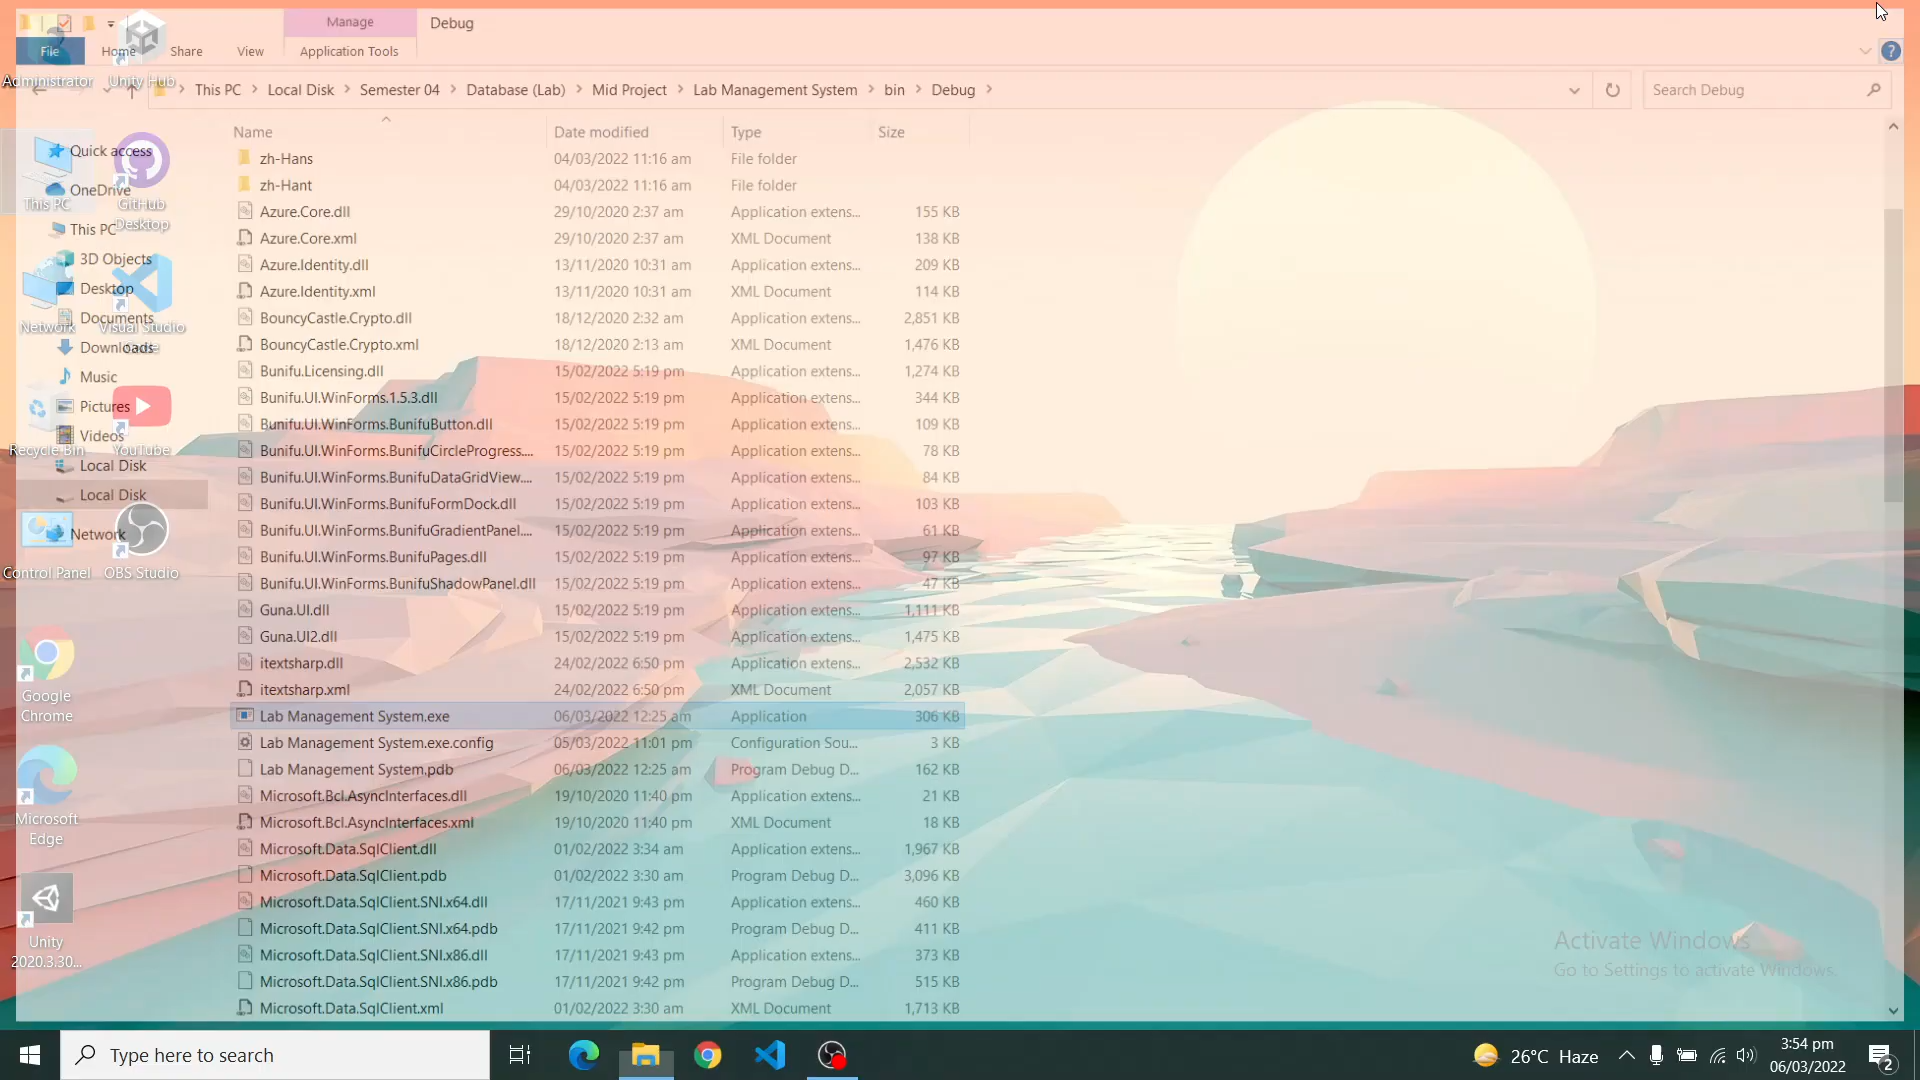 Manage
Debug
File
Home
Share
View
Application Tools
Administrator
Unity Hub
This PC
Local Disk
Semester 04
Database (Lab)
Mid Project
Lab Management System
bin
Debug
Search Debug
Name
Date modified
Type
Size
zh-Hans 04/03/2022 11:16 am File folder
zh-Hant 04/03/2022 11:16 am File folder
Azure.Core.dll 29/10/2020 2:37 am Application extens... 155 KB
Azure.Core.xml 29/10/2020 2:37 am XML Document 138 KB
Azure.Identity.dll 13/11/2020 10:31 am Application extens... 209 KB
Azure.Identity.xml 13/11/2020 10:31 am XML Document 114 KB
BouncyCastle.Crypto.dll 18/12/2020 2:32 am Application extens... 2,851 KB
BouncyCastle.Crypto.xml 18/12/2020 2:13 am XML Document 1,476 KB
Bunifu.Licensing.dll 15/02/2022 5:19 pm Application extens... 1,274 KB
Bunifu.UI.WinForms.1.5.3.dll 15/02/2022 5:19 pm Application extens... 344 KB
Bunifu.UI.WinForms.BunifuButton.dll 15/02/2022 5:19 pm Application extens... 109 KB
Bunifu.UI.WinForms.BunifuCircleProgress.... 15/02/2022 5:19 pm Application extens... 78 KB
Bunifu.UI.WinForms.BunifuDataGridView.... 15/02/2022 5:19 pm Application extens... 84 KB
Bunifu.UI.WinForms.BunifuFormDock.dll 15/02/2022 5:19 pm Application extens... 103 KB
Bunifu.UI.WinForms.BunifuGradientPanel.... 15/02/2022 5:19 pm Application extens... 61 KB
Bunifu.UI.WinForms.BunifuPages.dll 15/02/2022 5:19 pm Application extens... 97 KB
Bunifu.UI.WinForms.BunifuShadowPanel.dll 15/02/2022 5:19 pm Application extens... 47 KB
Guna.UI.dll 15/02/2022 5:19 pm Application extens... 1,111 KB
Guna.UI2.dll 15/02/2022 5:19 pm Application extens... 1,475 KB
itextsharp.dll 24/02/2022 6:50 pm Application extens... 2,532 KB
itextsharp.xml 24/02/2022 6:50 pm XML Document 2,057 KB
Lab Management System.exe 06/03/2022 12:25 am Application 306 KB
Lab Management System.exe.config 05/03/2022 11:01 pm Configuration Sou... 3 KB
Lab Management System.pdb 06/03/2022 12:25 am Program Debug D... 162 KB
Microsoft.Bcl.AsyncInterfaces.dll 19/10/2020 11:40 pm Application extens... 21 KB
Microsoft.Bcl.AsyncInterfaces.xml 19/10/2020 11:40 pm XML Document 18 KB
Microsoft.Data.SqlClient.dll 01/02/2022 3:34 am Application extens... 1,967 KB
Microsoft.Data.SqlClient.pdb 01/02/2022 3:30 am Program Debug D... 3,096 KB
Microsoft.Data.SqlClient.SNI.x64.dll 17/11/2021 9:43 pm Application extens... 460 KB
Microsoft.Data.SqlClient.SNI.x64.pdb 17/11/2021 9:42 pm Program Debug D... 411 KB
Microsoft.Data.SqlClient.SNI.x86.dll 17/11/2021 9:43 pm Application extens... 373 KB
Microsoft.Data.SqlClient.SNI.x86.pdb 17/11/2021 9:42 pm Program Debug D... 515 KB
Microsoft.Data.SqlClient.xml 01/02/2022 3:30 am XML Document 1,713 KB
Quick access
OneDrive
This PC
3D Objects
Desktop
Documents
Downloads
Music
Pictures
Videos
Local Disk
Local Disk
Network
This PC
GitHub
Desktop
Network
Visual Studio
Recycle Bin
YouTube
Control Panel
OBS Studio
Google
Chrome
Microsoft
Edge
Unity
2020.3.30...
Activate Windows
Go to Settings to activate Windows.
Type here to search
26°C Haze
3:54 pm
06/03/2022
2